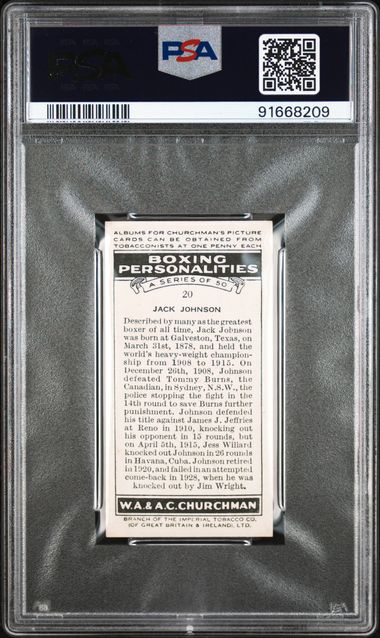 PSA
PSA
91668209
ALBUMS FOR CHURCHMAN'S PICTURE
CARDS CAN BE OBTAINED FROM
TOBACCONISTS AT ONE PENNY EACH
BOXING
PERSONALITIES
A SERIES OF 50
20
JACK JOHNSON
Described by many as the greatest
boxer of all time, Jack Johnson
was born at Galveston, Texas, on
March 31st, 1878, and held the
world's heavy-weight champion-
ship from 1908 to 1915. On
December 26th, 1908, Johnson
defeated Tommy Burns, the
Canadian, in Sydney, N.S.W., the
police stopping the fight in the
14th round to save Burns further
punishment. Johnson defended
his title against James J. Jeffries
at Reno in 1910, knocking out
his opponent in 15 rounds, but
on April 5th, 1915, Jess Willard
knocked out Johnson in 26 rounds
in Havana, Cuba. Johnson retired
in 1920, and failed in an attempted
come-back in 1928, when he was
knocked out by Jim Wright.
W.A. & A.C. CHURCHMAN
BRANCH OF THE IMPERIAL TOBACCO CO.
(OF GREAT BRITAIN & IRELAND), LTD.